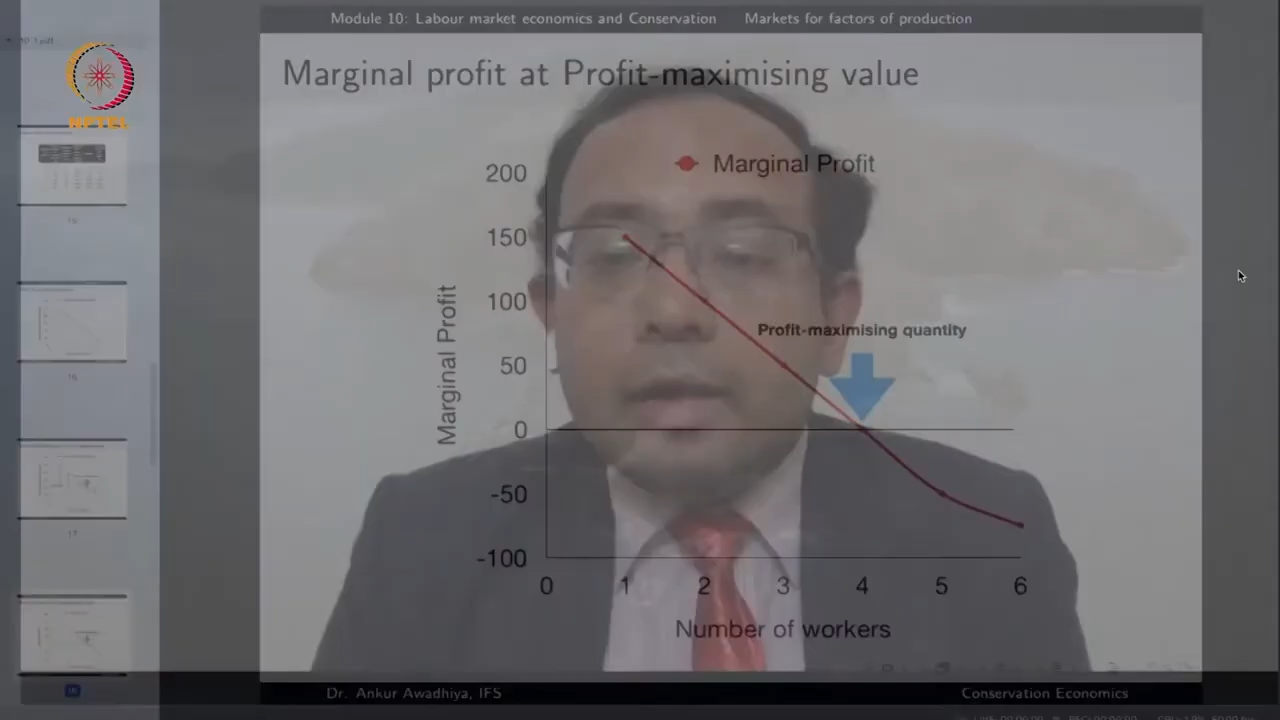 Module 10: Labour market economics and Conservation Markets for factors of production
NPTEL
Marginal profit at Profit-maximising value
Marginal Profit
200
150
100
50
0
-50
-100
Marginal Profit
Profit-maximising quantity
0 1 2 3 4 5 6
Number of workers
16
17
Dr. Ankur Awadhiya, IFS Conservation Economics